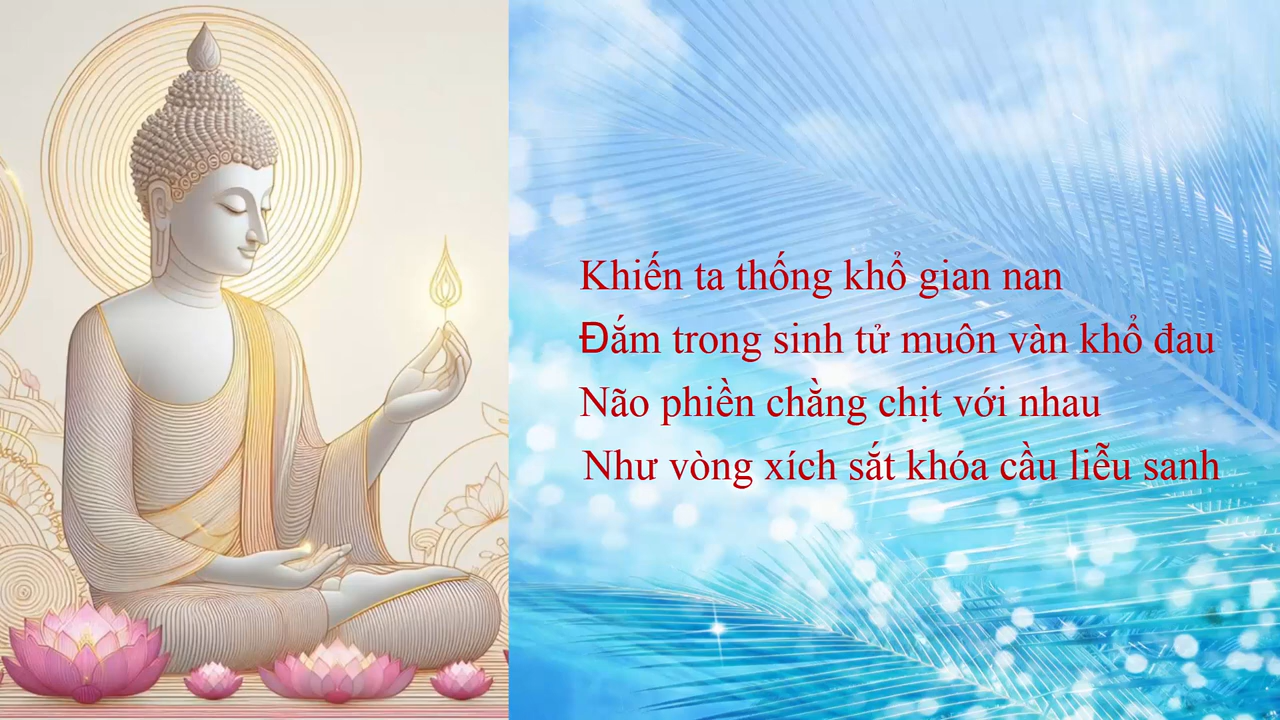 Khiến ta thống khổ gian nan
Đắm trong sinh tử muôn vàn khổ đau
Não phiền chằng chịt với nhau
Như vòng xích sắt khóa cầu liễu sanh